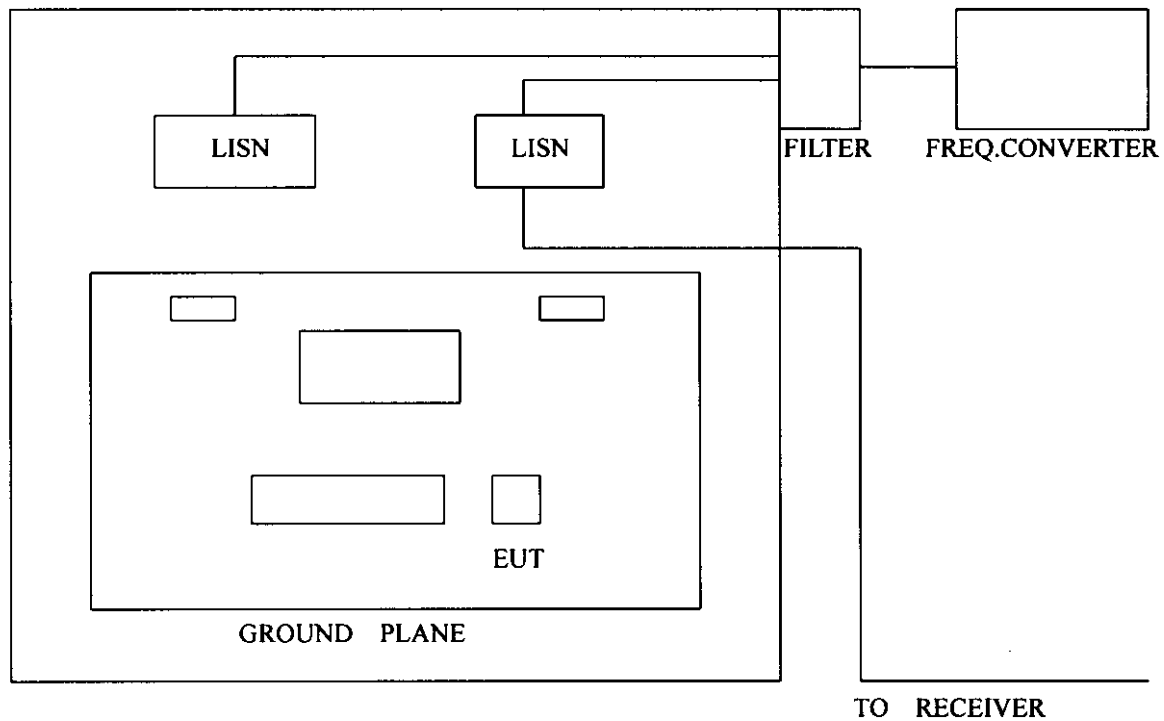 LISN
LISN
FILTER
FREQ.CONVERTER
EUT
GROUND PLANE
TO RECEIVER